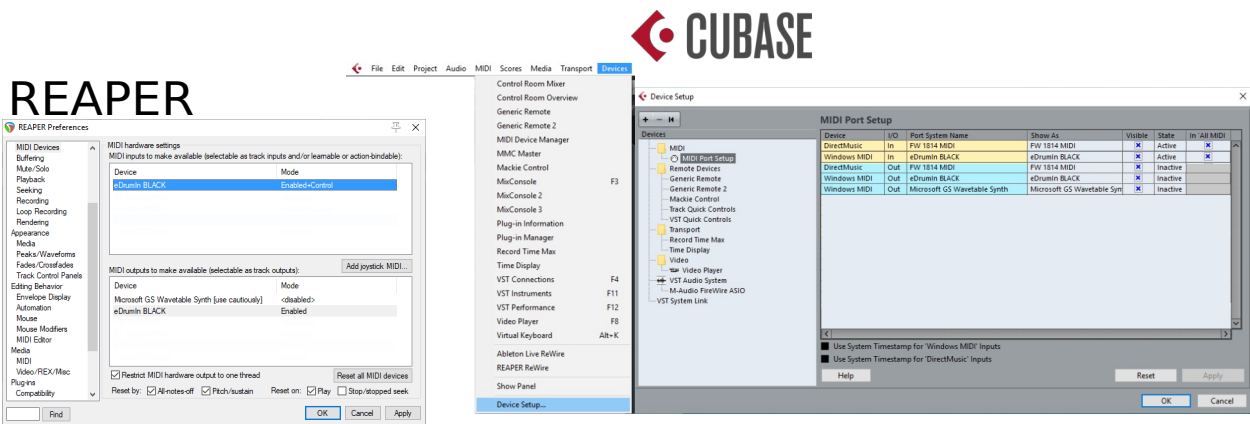 CUBASE
REAPER
REAPER Preferences
MIDI Devices
Buffering
Mute/Solo
Playback
Seeking
Recording
Loop Recording
Rendering
Appearance
Media
Peaks/Waveforms
Fades/Crossfades
Track Control Panels
Editing Behavior
Envelope Display
Automation
Mouse
Mouse Modifiers
MIDI Editor
Media
MIDI
Video/REX/Misc
Plug-ins
Compatibility
Find
MIDI hardware settings
MIDI inputs to make available (selectable as track inputs and/or learnable or action-bindable):
Device Mode
eDrumIn BLACK Enabled+Control
Add joystick MIDI...
MIDI outputs to make available (selectable as track outputs):
Device Mode
Microsoft GS Wavetable Synth [use cautiously] <disabled>
eDrumIn BLACK Enabled
Restrict MIDI hardware output to one thread Reset all MIDI devices
Reset by: All-notes-off Pitch/sustain Reset on: Play Stop/stopped seek
OK Cancel Apply
File Edit Project Audio MIDI Scores Media Transport Devices
Control Room Mixer
Control Room Overview
Generic Remote
Generic Remote 2
MIDI Device Manager
MMC Master
Mackie Control
MixConsole F3
MixConsole 2
MixConsole 3
Plug-in Information
Plug-in Manager
Record Time Max
Time Display
VST Connections F4
VST Instruments F11
VST Performance F12
Video Player F8
Virtual Keyboard Alt+K
Ableton Live ReWire
REAPER ReWire
Show Panel
Device Setup...
Device Setup
Devices
MIDI
MIDI Port Setup
Remote Devices
Generic Remote
Generic Remote 2
Mackie Control
Track Quick Controls
VST Quick Controls
Transport
Record Time Max
Time Display
Video
Video Player
VST Audio System
M-Audio FireWire ASIO
VST System Link
MIDI Port Setup
Device I/O Port System Name Show As Visible State In 'All MIDI
DirectMusic In FW 1814 MIDI FW 1814 MIDI Active
Windows MIDI In eDrumIn BLACK eDrumIn BLACK Active
DirectMusic Out FW 1814 MIDI FW 1814 MIDI Inactive
Windows MIDI Out eDrumIn BLACK eDrumIn BLACK Inactive
Windows MIDI Out Microsoft GS Wavetable Synth Microsoft GS Wavetable Syn Inactive
Use System Timestamp for 'Windows MIDI' Inputs
Use System Timestamp for 'DirectMusic' Inputs
Help Reset Apply
OK Cancel